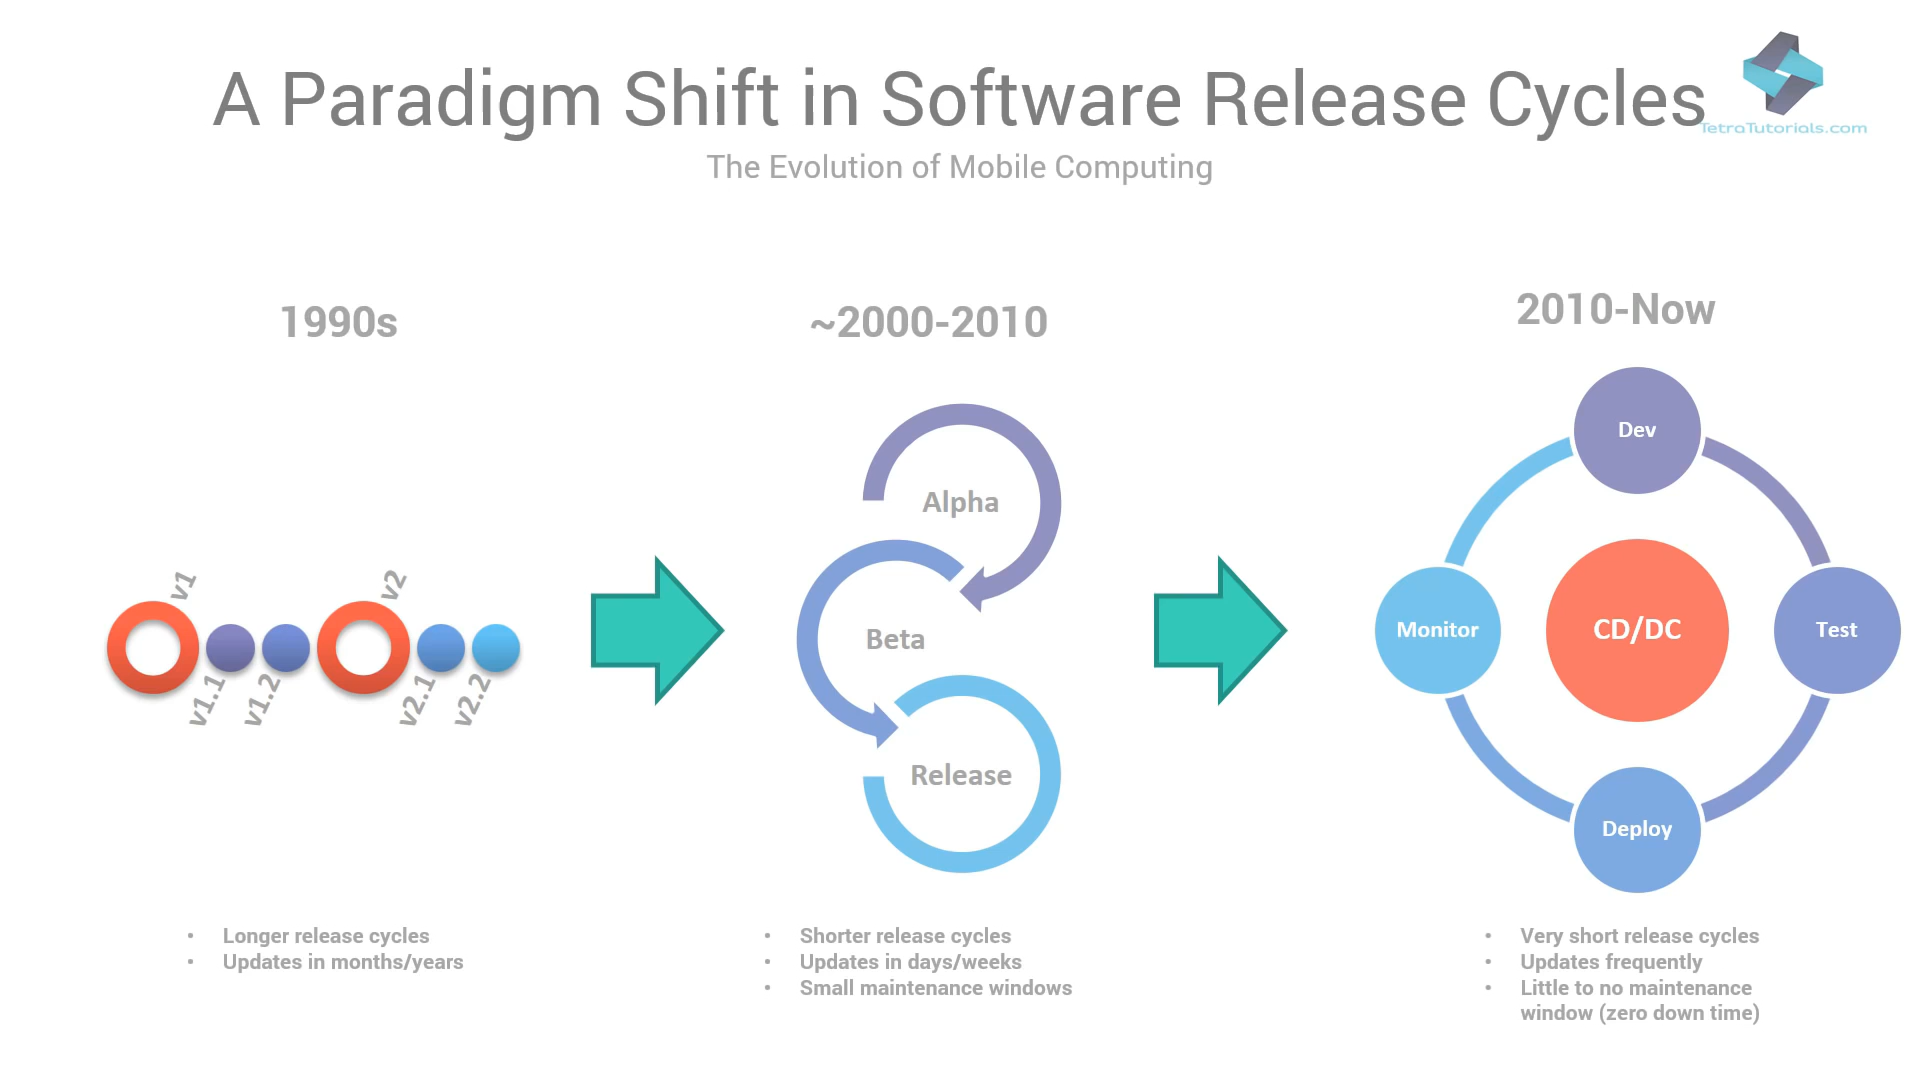 A Paradigm Shift in Software Release Cycles
TetraTutorials.com
The Evolution of Mobile Computing
1990s
v1
v1.1
v1.2
v2
v2.1
v2.2
• Longer release cycles
• Updates in months/years
~2000-2010
Alpha
Beta
Release
• Shorter release cycles
• Updates in days/weeks
• Small maintenance windows
2010-Now
Dev
Monitor
CD/DC
Test
Deploy
• Very short release cycles
• Updates frequently
• Little to no maintenance
window (zero down time)